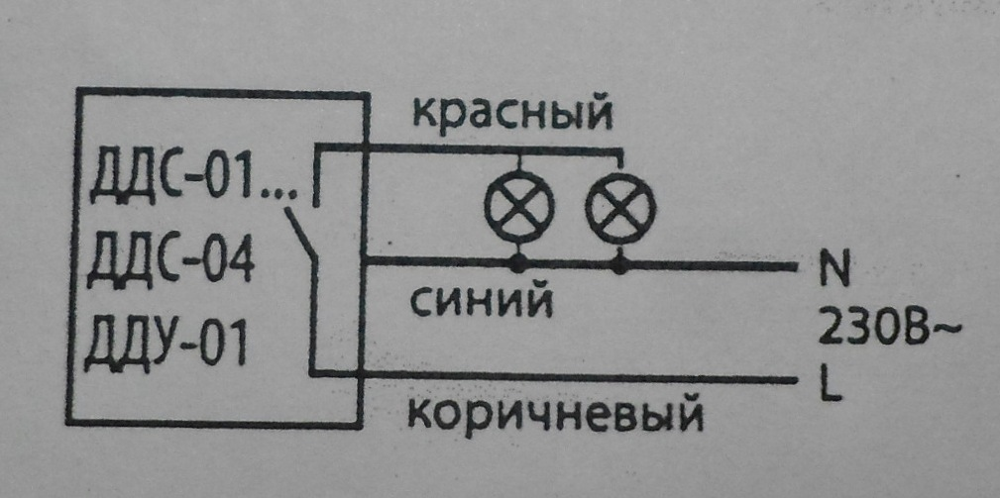 красный
ДДС-01...
ДДС-04
ДДУ-01
синий
N
230В~
L
коричневый